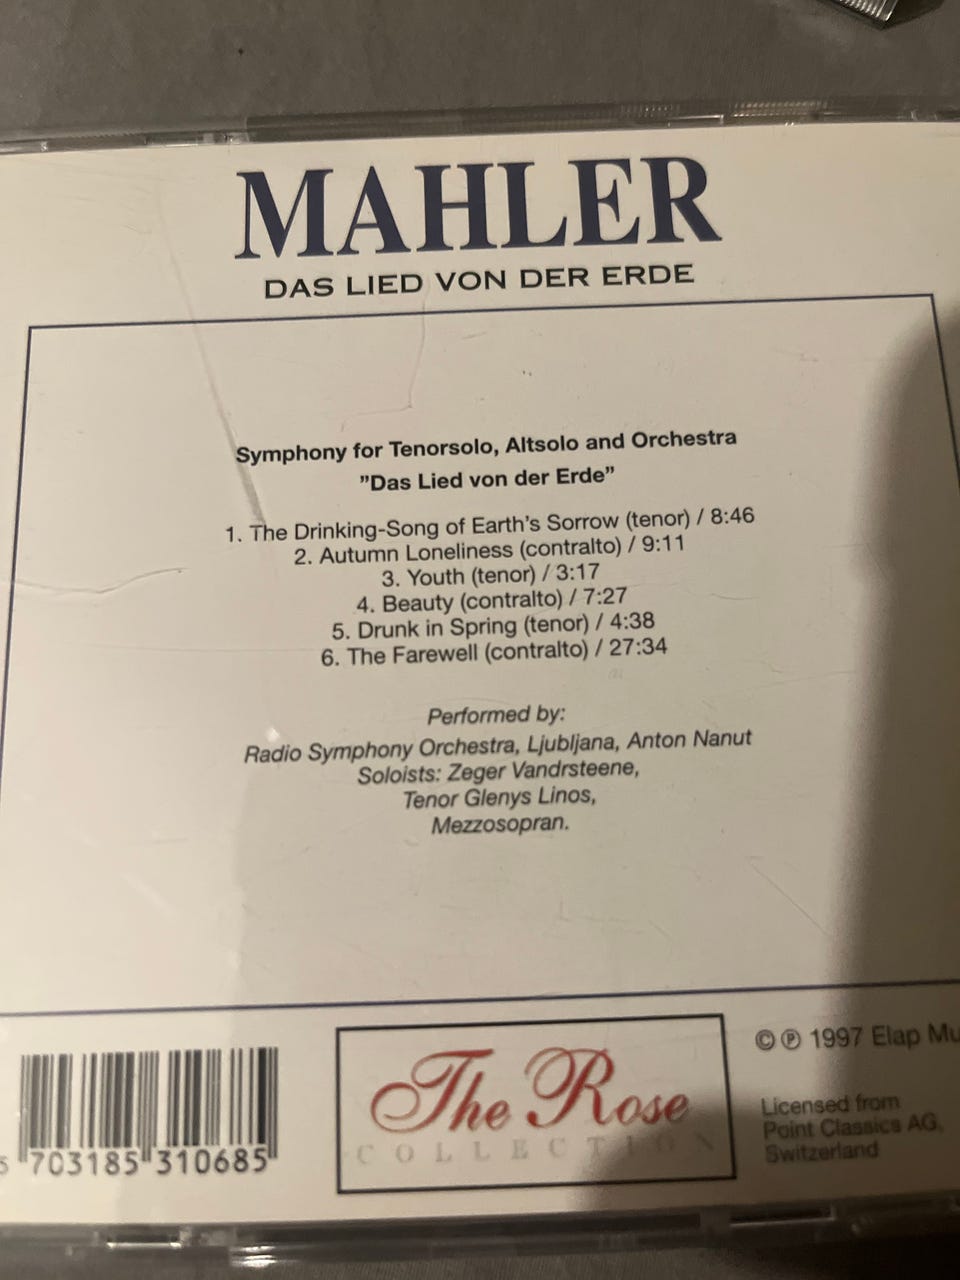 MAHLER
DAS LIED VON DER ERDE
Symphony for Tenorsolo, Altsolo and Orchestra
”Das Lied von der Erde”
1. The Drinking-Song of Earth's Sorrow (tenor) / 8:46
2. Autumn Loneliness (contralto) / 9:11
3. Youth (tenor) / 3:17
4. Beauty (contralto) / 7:27
5. Drunk in Spring (tenor) / 4:38
6. The Farewell (contralto) / 27:34
Performed by:
Radio Symphony Orchestra, Ljubljana, Anton Nanut
Soloists: Zeger Vandrsteene,
Tenor Glenys Linos,
Mezzosopran.
5 703185 310685
The Rose
COLLECTION
© ℗ 1997 Elap
Licensed from
Point Classics AG,
Switzerland